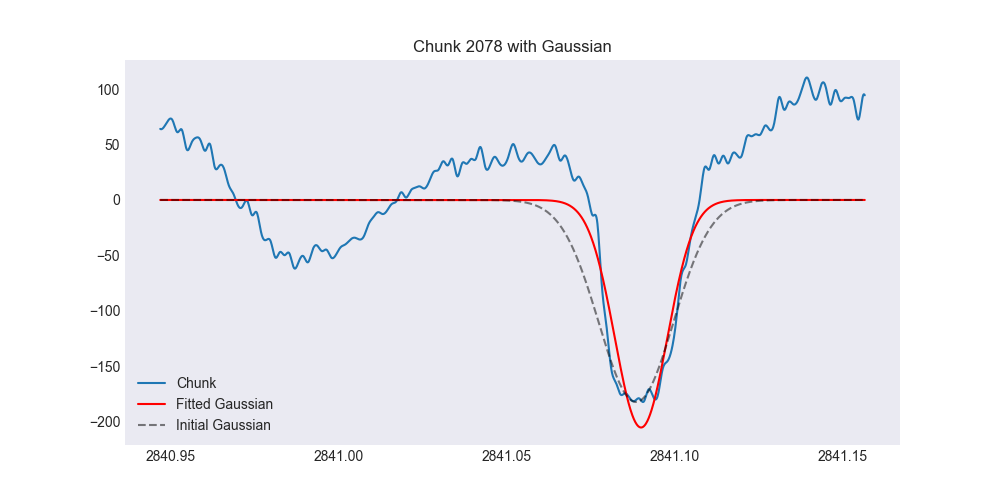 Chunk 2078 with Gaussian
100
50
0
−50
−100
−150
−200
Chunk
Fitted Gaussian
Initial Gaussian
2840.95 2841.00 2841.05 2841.10 2841.15